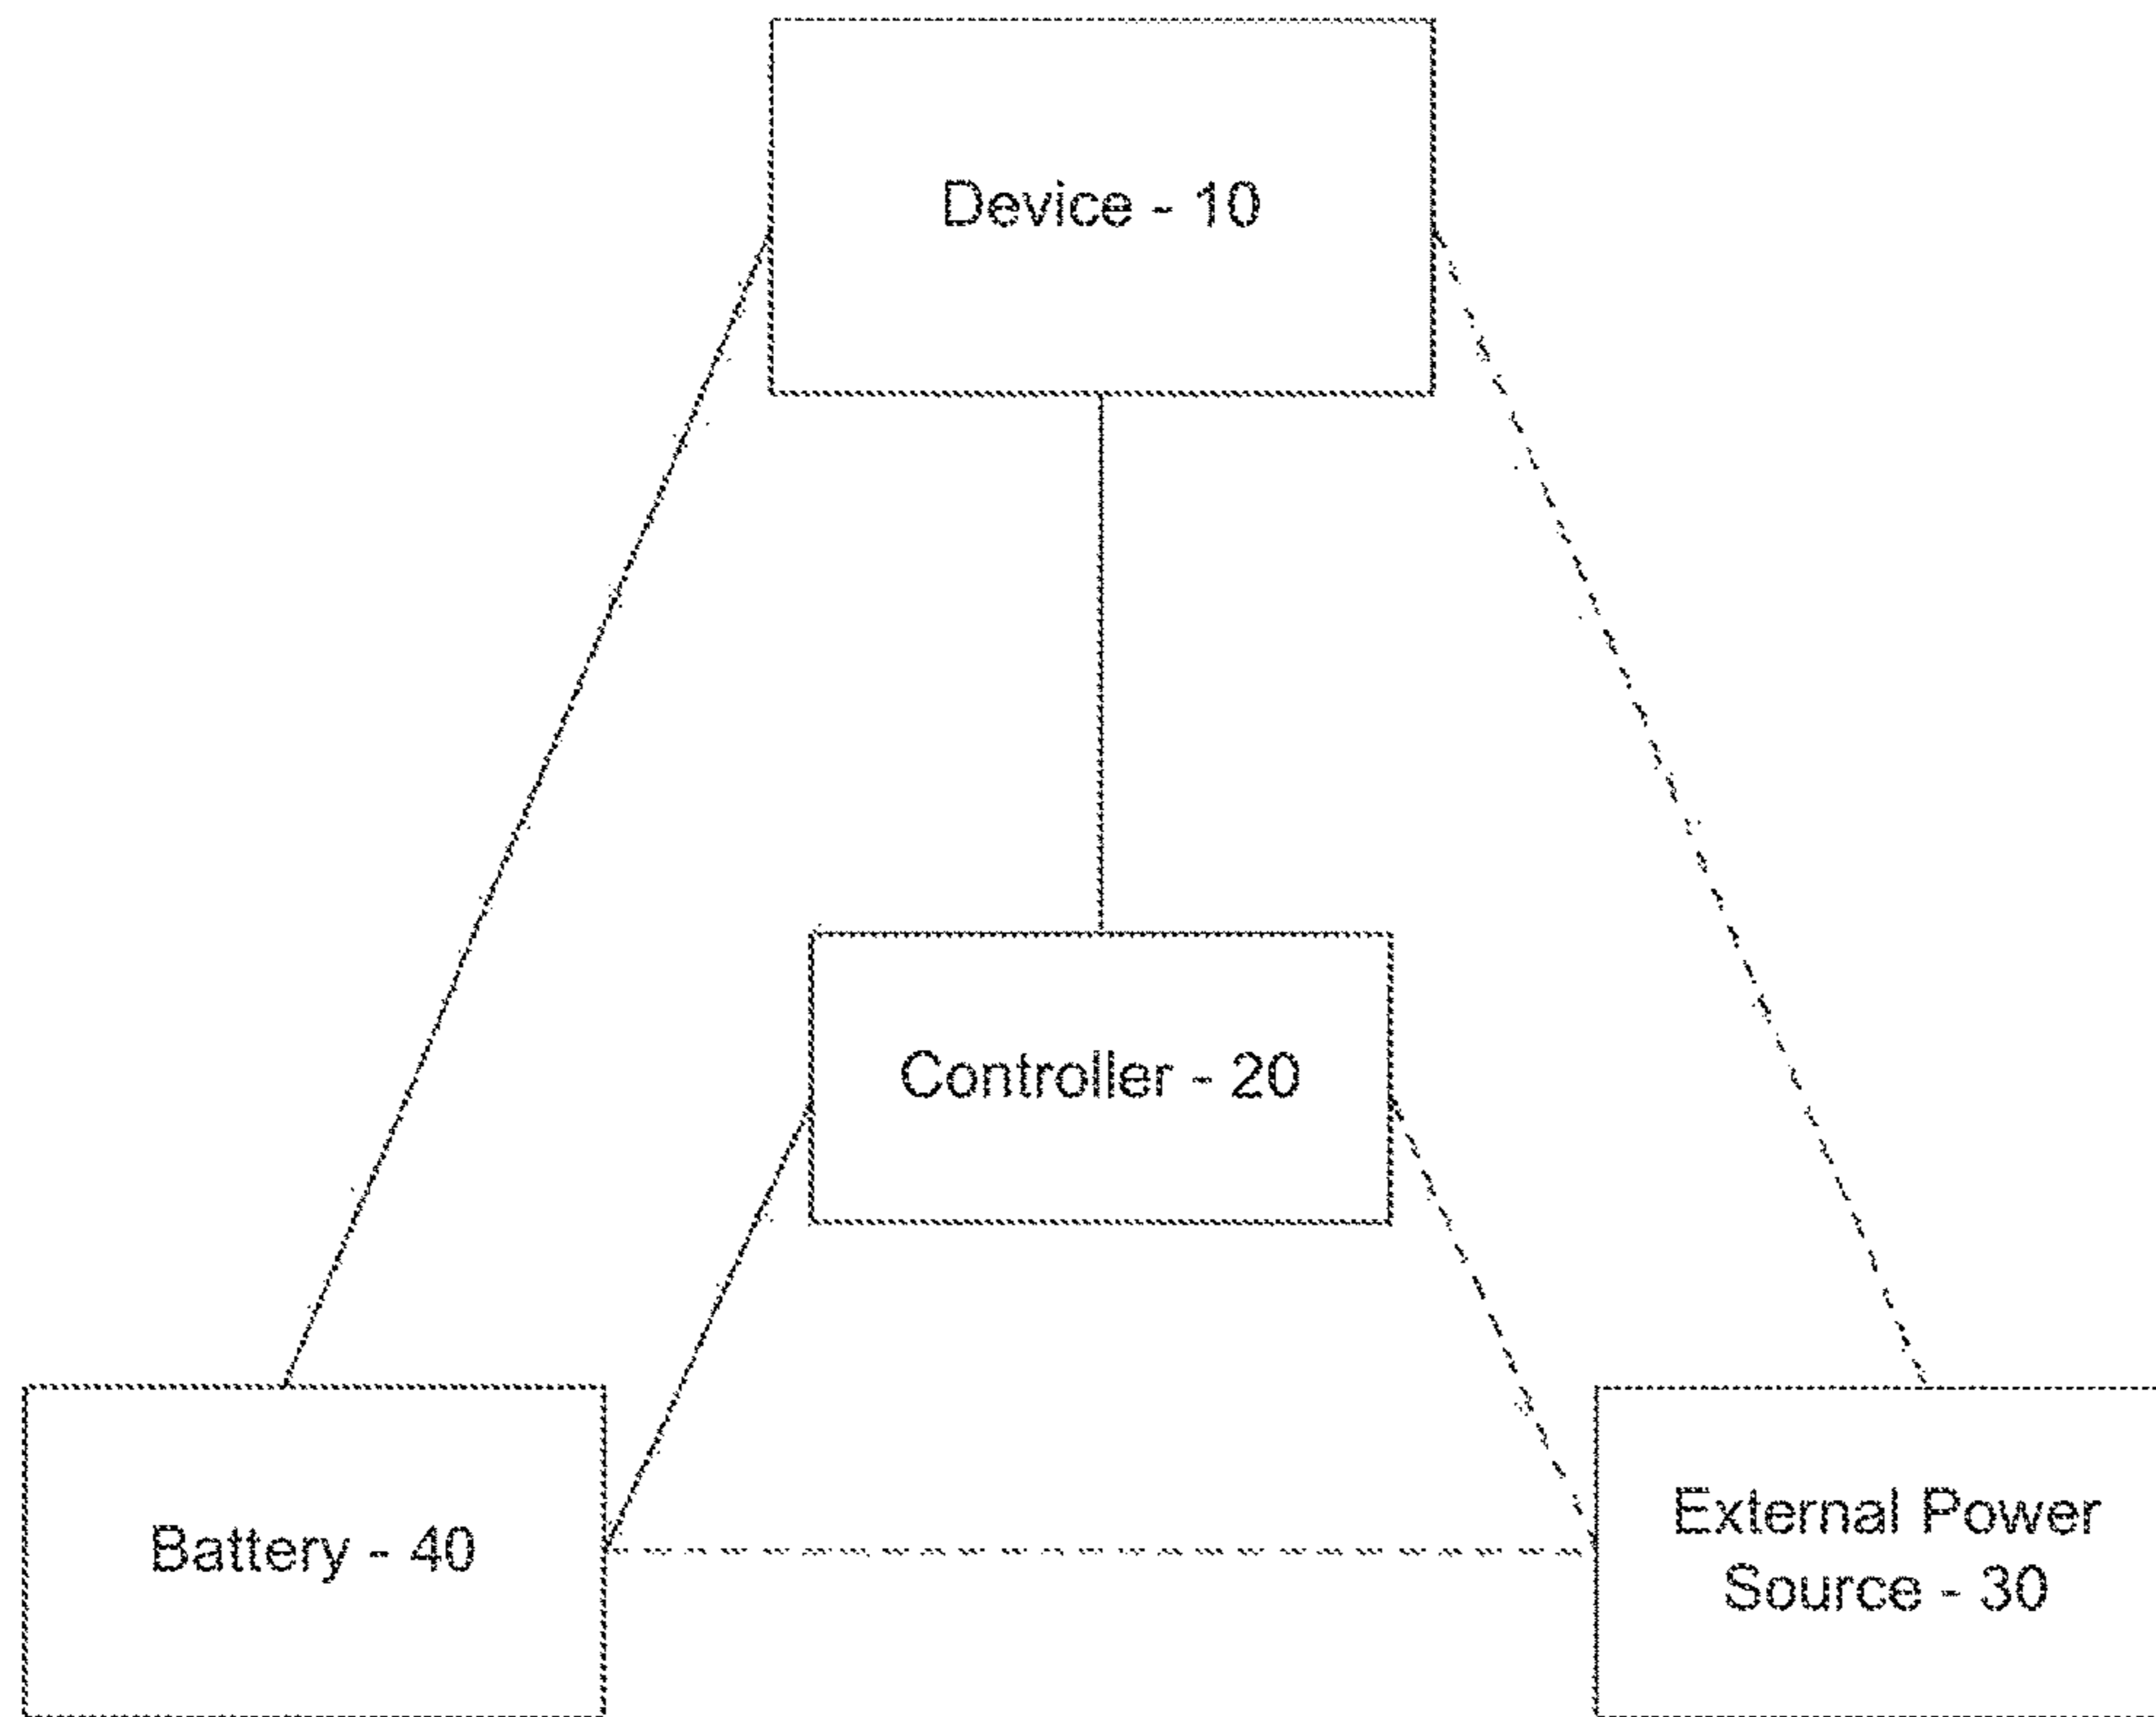 Device - 10
Controller - 20
Battery - 40
External Power
Source - 30